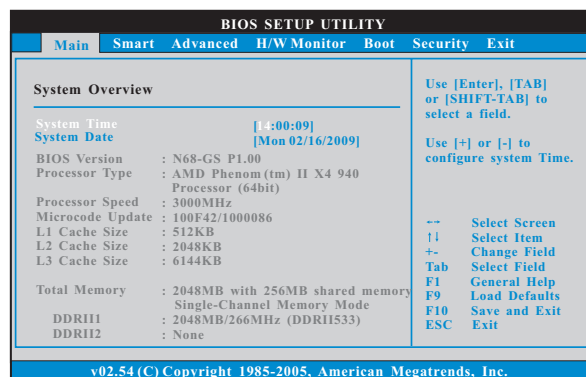 BIOS SETUP UTILITY
Main Smart Advanced H/W Monitor Boot Security Exit
System Overview
System Time [14:00:09]
System Date [Mon 02/16/2009]
BIOS Version : N68-GS P1.00
Processor Type : AMD Phenom (tm) II X4 940
Processor (64bit)
Processor Speed : 3000MHz
Microcode Update : 100F42/1000086
L1 Cache Size : 512KB
L2 Cache Size : 2048KB
L3 Cache Size : 6144KB
Total Memory : 2048MB with 256MB shared memory
Single-Channel Memory Mode
DDRII1 : 2048MB/266MHz (DDRII533)
DDRII2 : None
Use [Enter], [TAB]
or [SHIFT-TAB] to
select a field.
Use [+] or [-] to
configure system Time.
←→ Select Screen
↑↓ Select Item
+- Change Field
Tab Select Field
F1 General Help
F9 Load Defaults
F10 Save and Exit
ESC Exit
v02.54 (C) Copyright 1985-2005, American Megatrends, Inc.